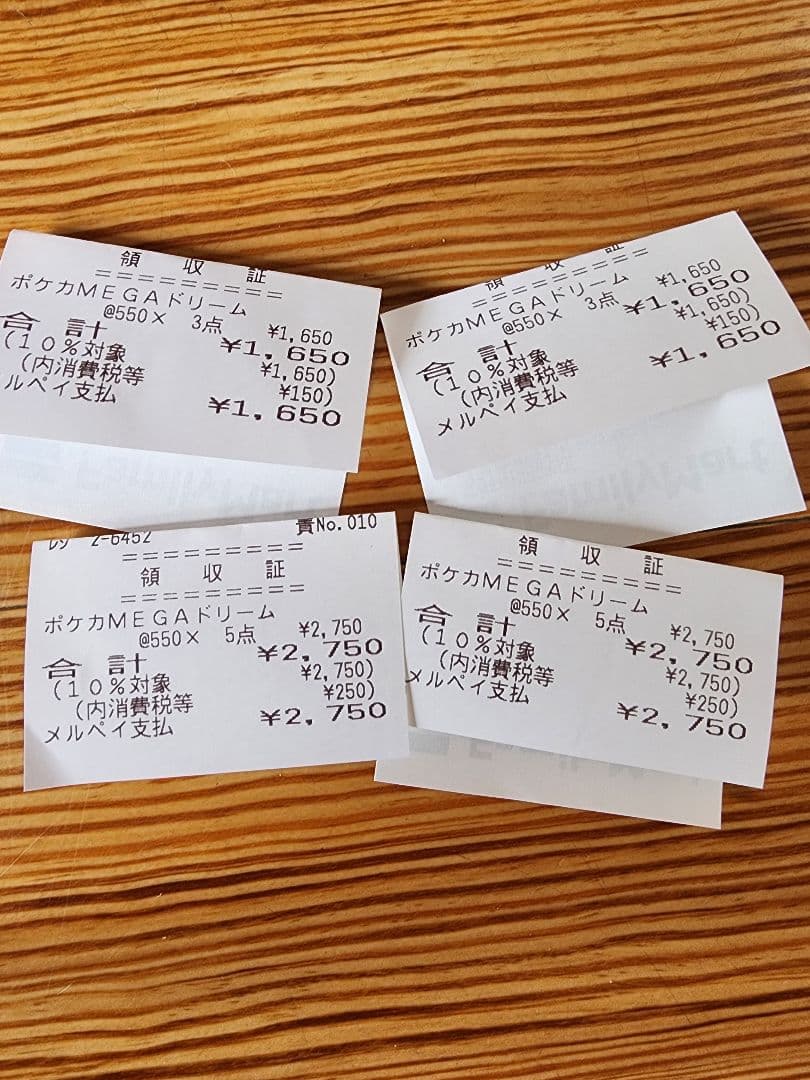 領 収 証
=========
ポケカMEGAドリーム
@550× 3点 ¥1,650
合 計 ¥1,650
(10%対象 ¥1,650)
(内消費税等 ¥150)
メルペイ支払 ¥1,650
領 収 証
=========
ポケカMEGAドリーム
@550× 3点 ¥1,650
合 計 ¥1,650
(10%対象 ¥1,650)
(内消費税等 ¥150)
メルペイ支払 ¥1,650
レジ 2-6452 責No.010
=========
領 収 証
=========
ポケカMEGAドリーム
@550× 5点 ¥2,750
合 計 ¥2,750
(10%対象 ¥2,750)
(内消費税等 ¥250)
メルペイ支払 ¥2,750
領 収 証
=========
ポケカMEGAドリーム
@550× 5点 ¥2,750
合 計 ¥2,750
(10%対象 ¥2,750)
(内消費税等 ¥250)
メルペイ支払 ¥2,750